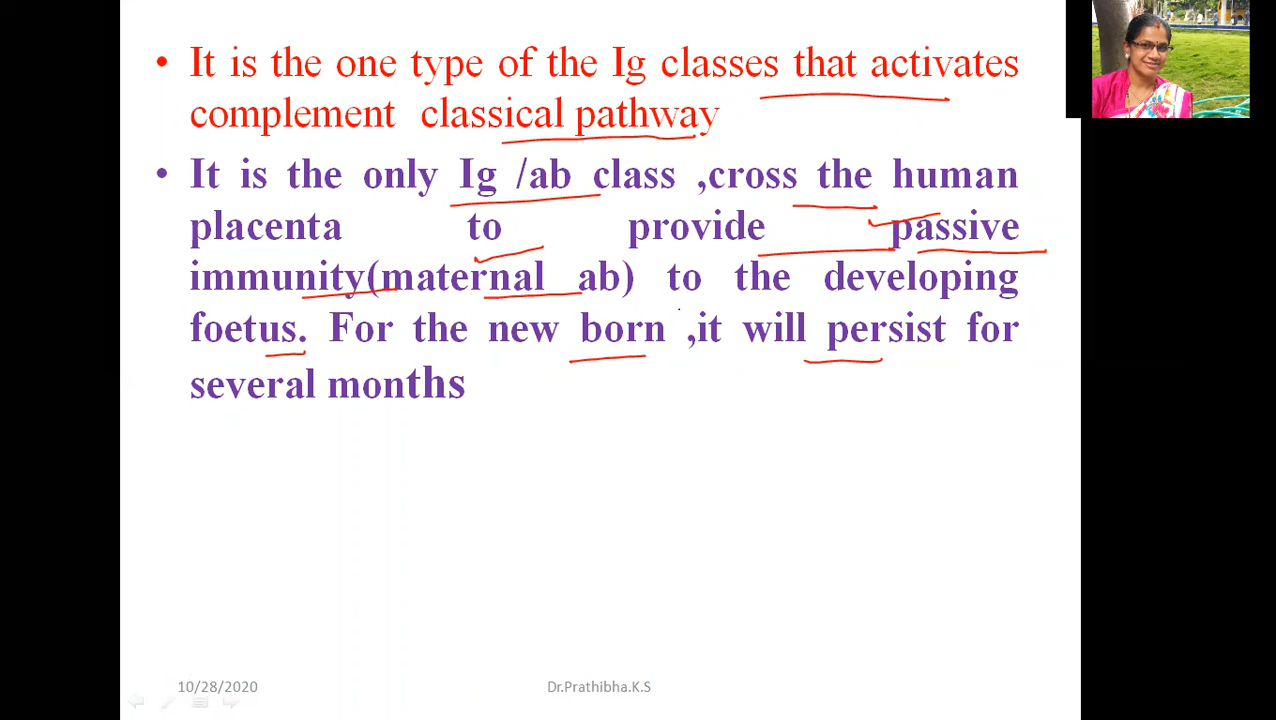 • It is the one type of the Ig classes that activates
complement classical pathway
• It is the only Ig /ab class ,cross the human
placenta to provide passive
immunity(maternal ab) to the developing
foetus. For the new born ,it will persist for
several months
10/28/2020
Dr.Prathibha.K.S